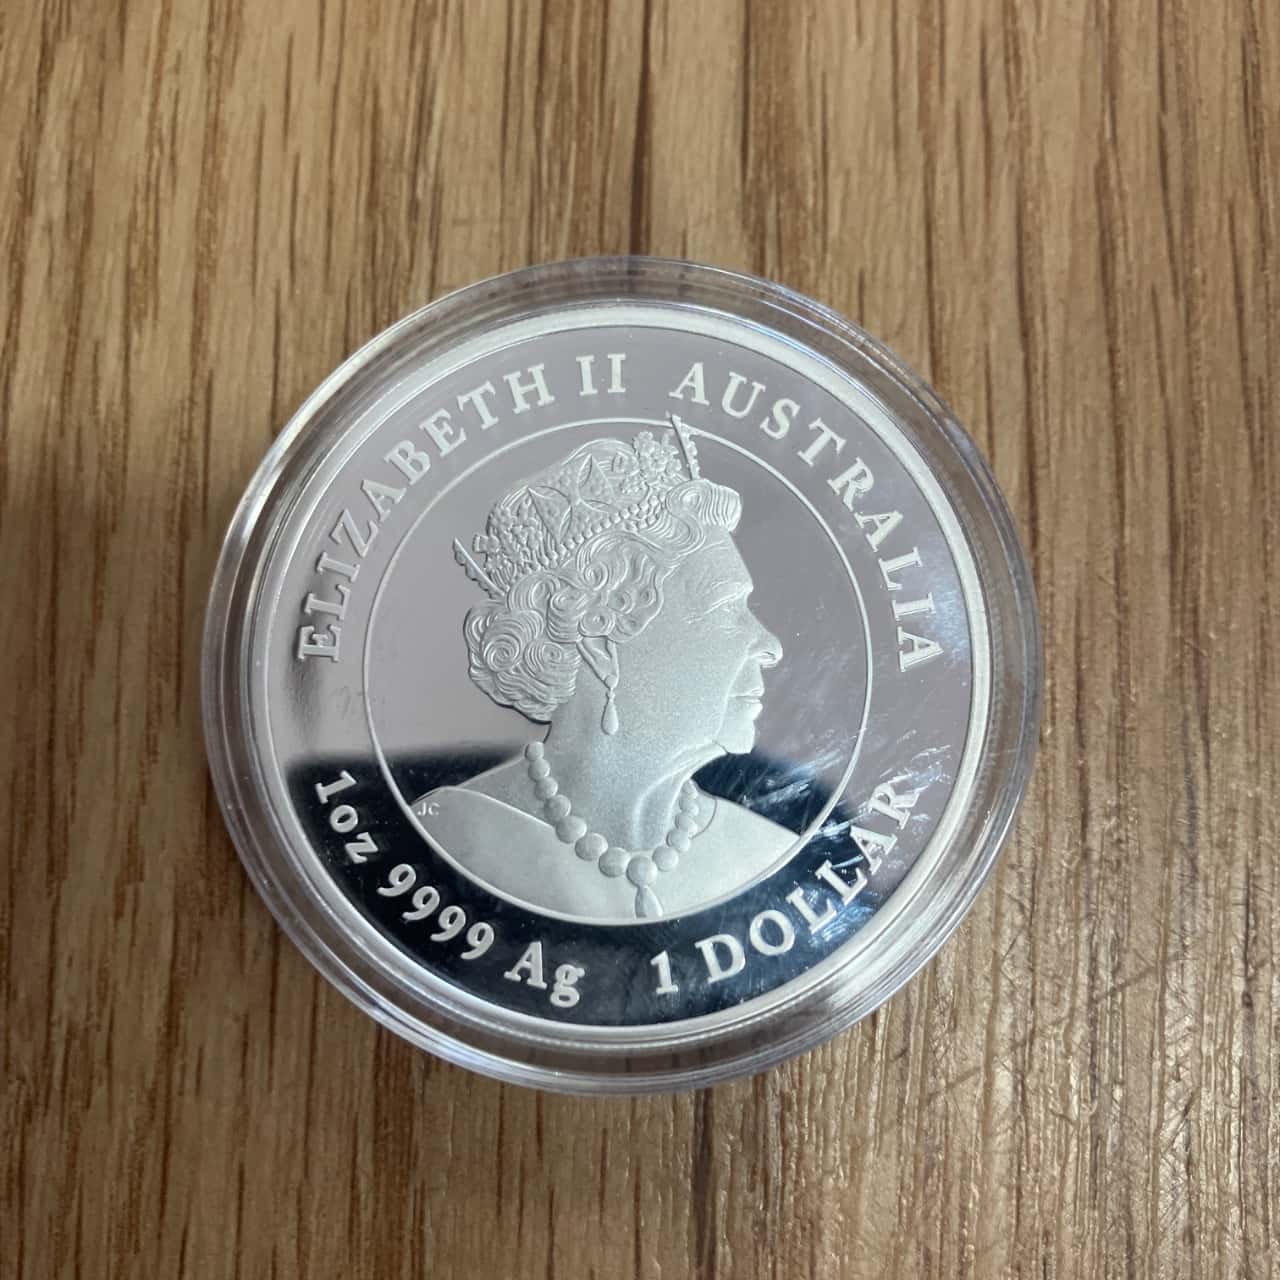 ELIZABETH II AUSTRALIA
JC
1oz 9999 Ag 1 DOLLAR